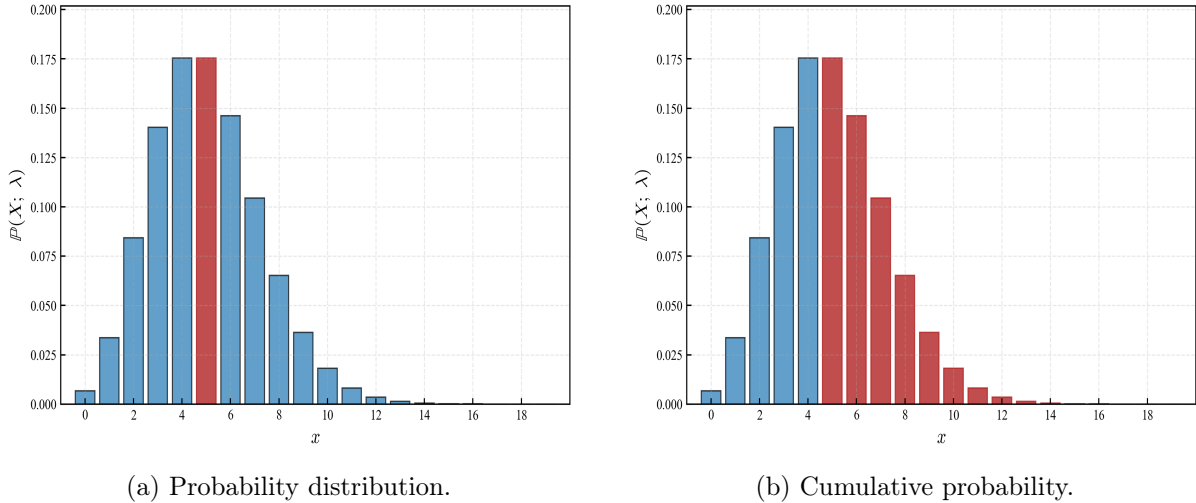 0.200
0.175
0.150
0.125
0.100
0.075
0.050
0.025
0.000
ℙ(X; λ)
0 2 4 6 8 10 12 14 16 18
x
(a) Probability distribution.
0.200
0.175
0.150
0.125
0.100
0.075
0.050
0.025
0.000
ℙ(X; λ)
0 2 4 6 8 10 12 14 16 18
x
(b) Cumulative probability.